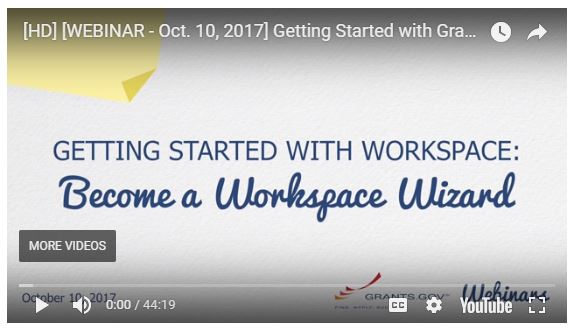 [HD] [WEBINAR - Oct. 10, 2017] Getting Started with Gra...
GETTING STARTED WITH WORKSPACE:
Become a Workspace Wizard
MORE VIDEOS
October 10, 2017
0:00 / 44:19
GRANTS.GOV
CC
YouTube
Webinars